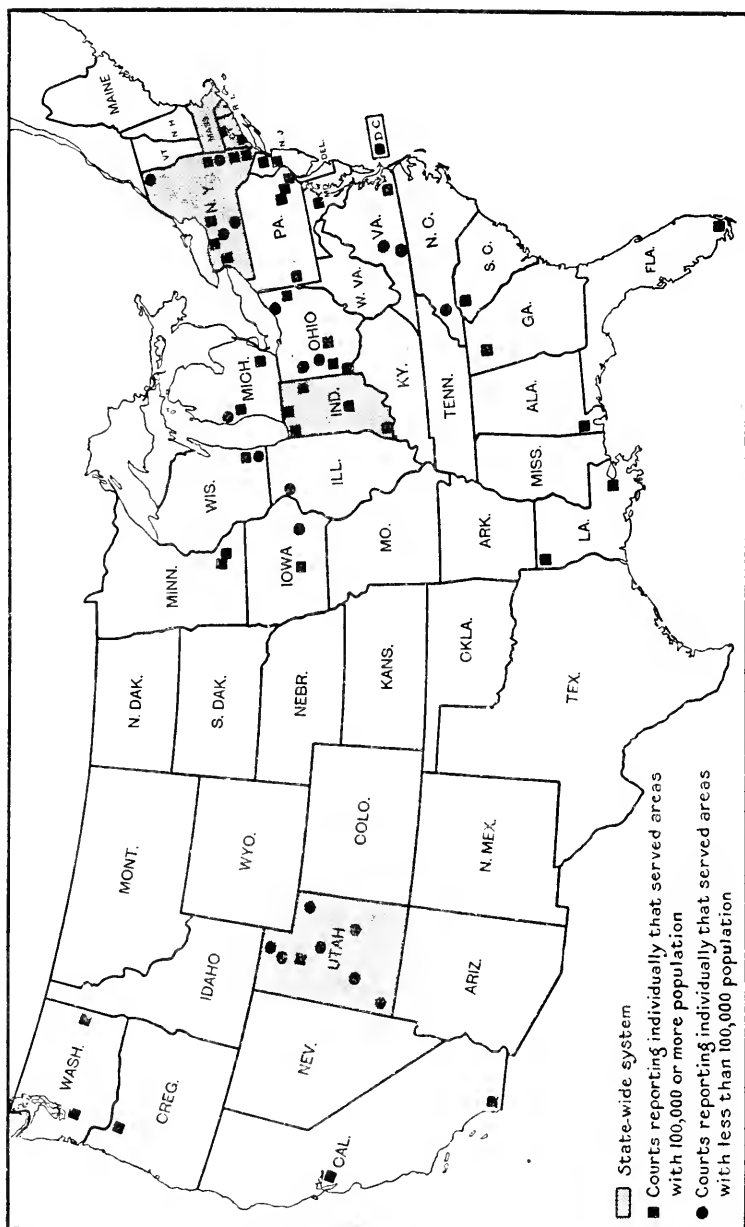 WASH.
CREG.
CAL.
NEV.
IDAHO
MONT.
WYO.
UTAH
ARIZ.
COLO.
N. MEX.
N. DAK.
S. DAK.
NEBR.
KANS.
OKLA.
TEX.
MINN.
IOWA
MO.
ARK.
LA.
WIS.
ILL.
MICH.
IND.
OHIO
KY.
TENN.
MISS.
ALA.
GA.
FLA.
S. C.
N. C.
VA.
W. VA.
PA.
N. Y.
VT.
N H
MAINE
MASS.
R. I.
N. J.
DEL.
D C
State-wide system
Courts reporting individually that served areas
with 100,000 or more population
Courts reporting individually that served areas
with less than 100,000 population